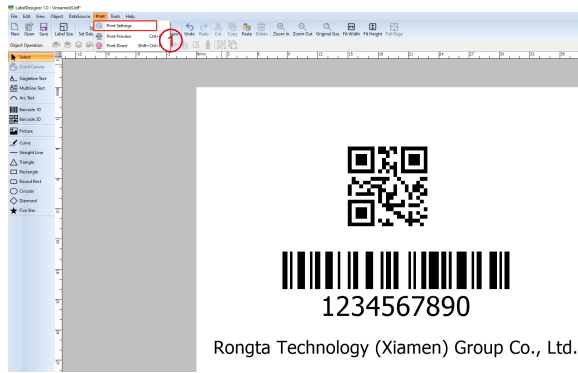 LabelDesigner 1.0 - Unnamed3.ldf*
File Edit View Object DataSource Print Tools Help
New Open Save Label Size Undo Redo Cut Copy Paste Delete Zoom In Zoom Out Original Size Fit Width Fit Height Full Page
Print Settings
Print Preview
Print Direct
1
Object Operation
Select
Scroll Canvas
Singleline Text
Multiline Text
Arc Text
Barcode 1D
Barcode 2D
Picture
Curve
Straight Line
Triangle
Rectangle
Round Rect
Circular
Diamond
Five Star
1234567890
Rongta Technology (Xiamen) Group Co., Ltd.